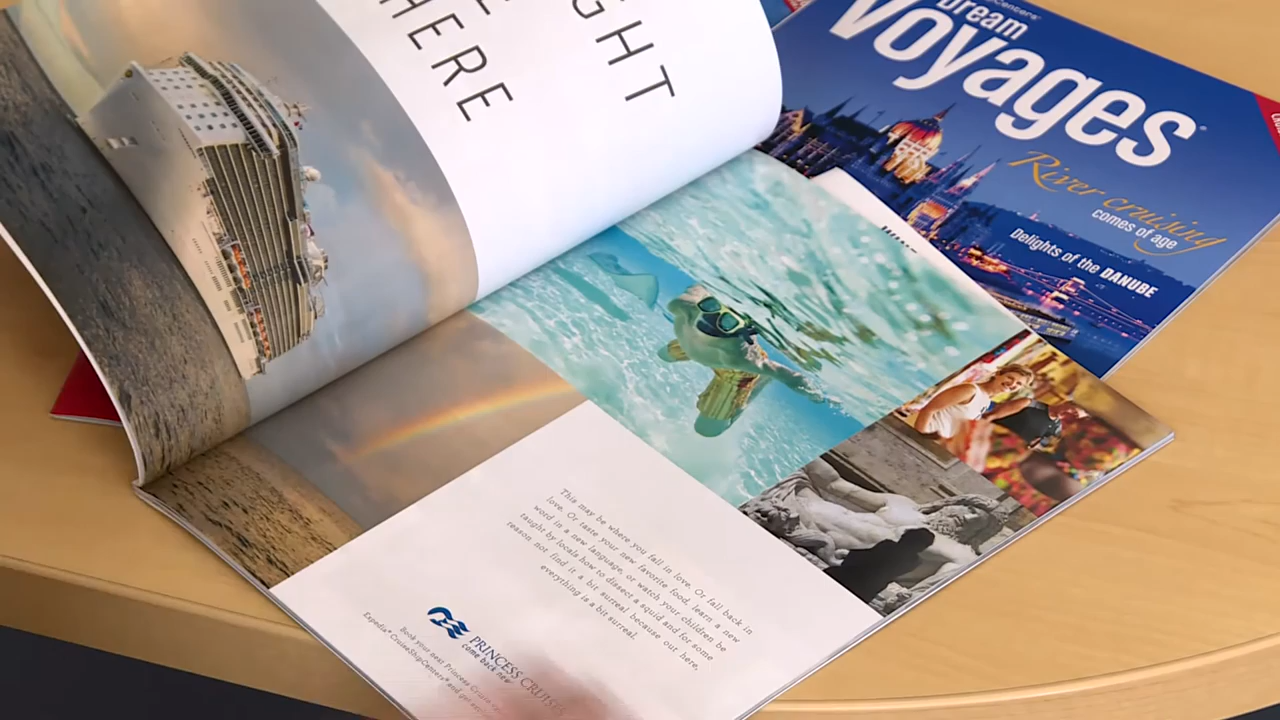 GHT
HERE
Dream
Voyages
River cruising
comes of age
Delights of the DANUBE
This may be where you fall in love. Or fall back in
love. Or taste your new favorite food, learn a new
word in a new language, or watch your children be
taught by locals how to dissect a squid and for some
reason not find it a bit surreal because out here,
everything is a bit surreal.
PRINCESS CRUISES
come back new
Book your next Princess
Expedia CruiseShipCenters